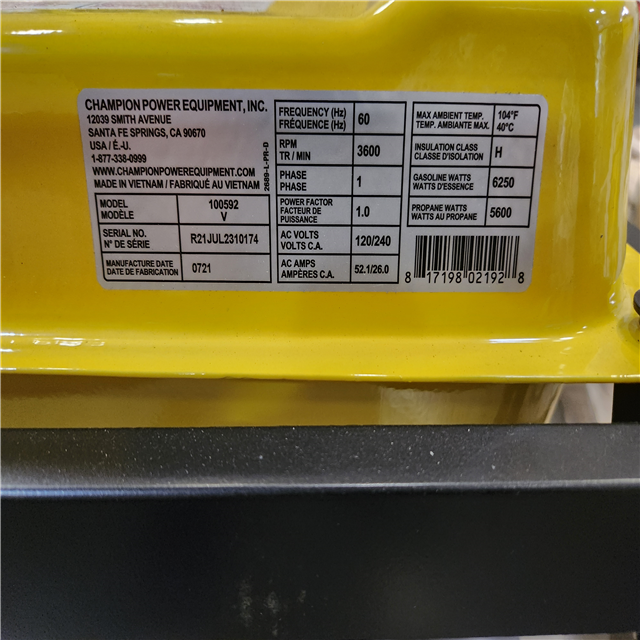 CHAMPION POWER EQUIPMENT, INC.
12039 SMITH AVENUE
SANTA FE SPRINGS, CA 90670
USA / É.-U.
1-877-338-0999
WWW.CHAMPIONPOWEREQUIPMENT.COM
MADE IN VIETNAM / FABRIQUÉ AU VIETNAM
2689-L-PR-D
MODEL
MODÈLE
100592
V
SERIAL NO.
N° DE SÉRIE
R21JUL2310174
MANUFACTURE DATE
DATE DE FABRICATION
0721
FREQUENCY (Hz)
FRÉQUENCE (Hz)
60
RPM
TR / MIN
3600
PHASE
PHASE
1
POWER FACTOR
FACTEUR DE
PUISSANCE
1.0
AC VOLTS
VOLTS C.A.
120/240
AC AMPS
AMPÈRES C.A.
52.1/26.0
MAX AMBIENT TEMP.
TEMP. AMBIANTE MAX.
104°F
40°C
INSULATION CLASS
CLASSE D'ISOLATION
H
GASOLINE WATTS
WATTS D'ESSENCE
6250
PROPANE WATTS
WATTS AU PROPANE
5600
8 17198 02192 8